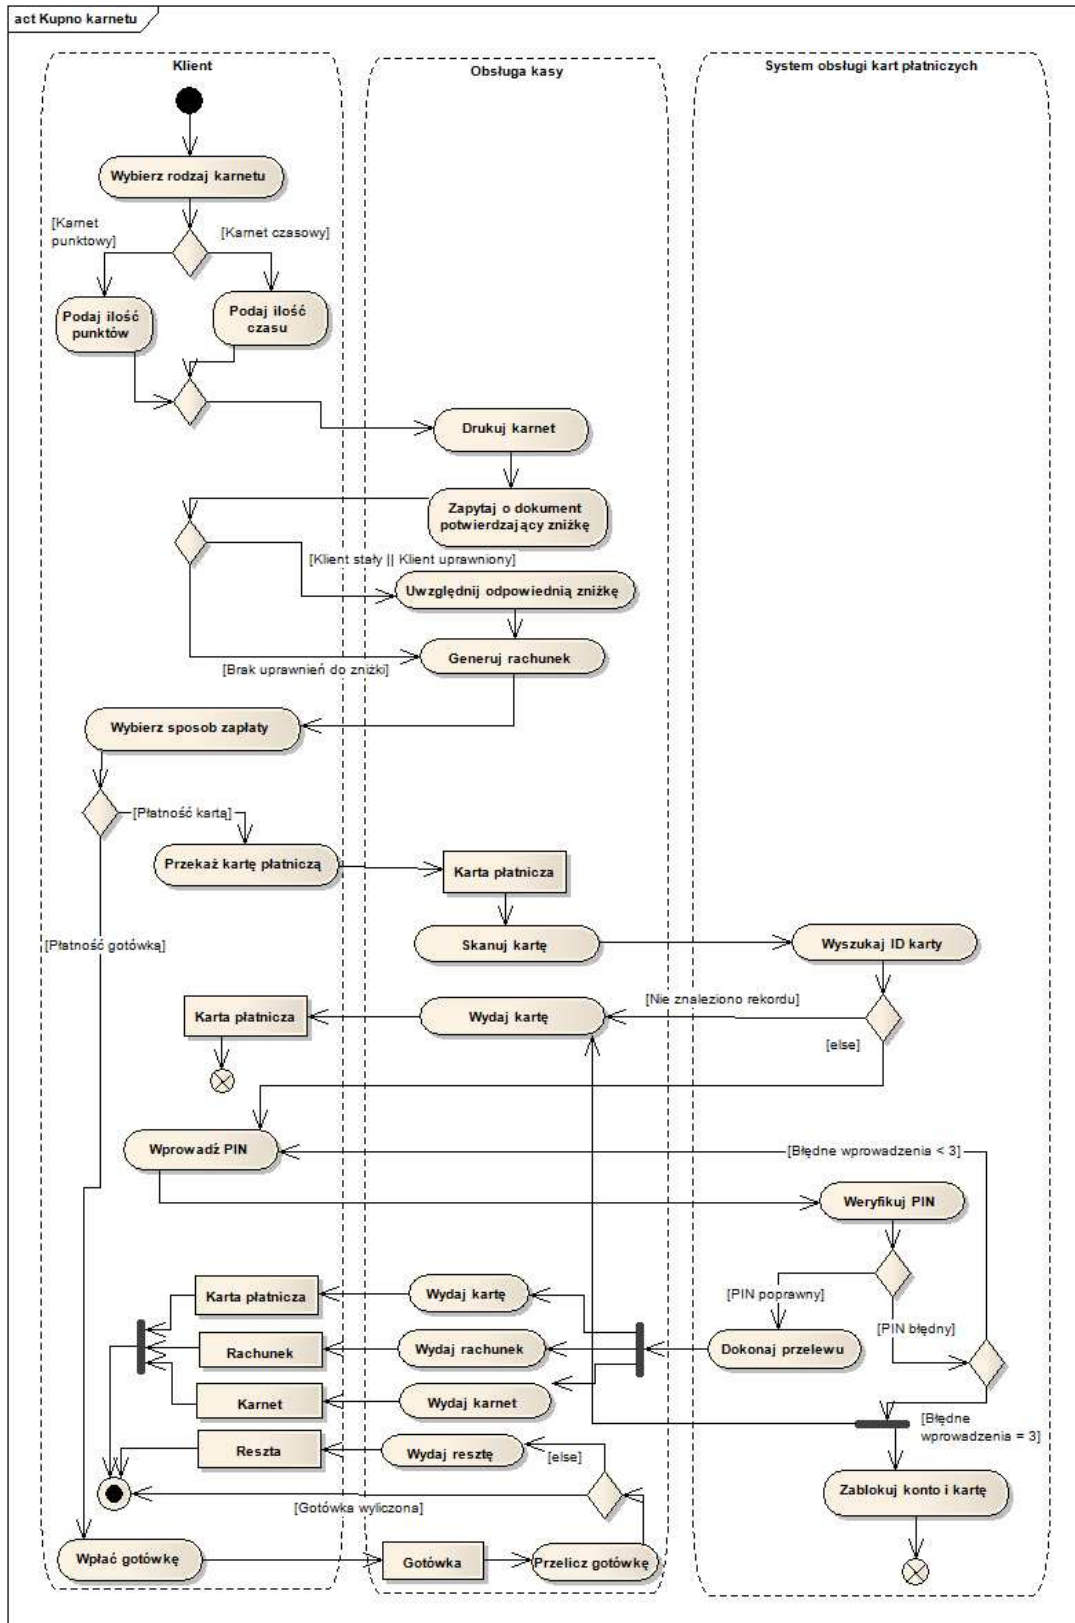 act Kupno karnetu
Klient
Obsługa kasy
System obsługi kart płatniczych
Wybierz rodzaj karnetu
[Karnet
punktowy]
[Karnet czasowy]
Podaj ilość
punktów
Podaj ilość
czasu
Drukuj karnet
Zapytaj o dokument
potwierdzający zniżkę
[Klient stały || Klient uprawniony]
Uwzględnij odpowiednią zniżkę
Generuj rachunek
[Brak uprawnień do zniżki]
Wybierz sposob zapłaty
[Płatność kartą]
Przekaż kartę płatniczą
Karta płatnicza
[Płatność gotówką]
Skanuj kartę
Wyszukaj ID karty
[Nie znaleziono rekordu]
Karta płatnicza
Wydaj kartę
[else]
Wprowadź PIN
[Błędne wprowadzenia < 3]
Weryfikuj PIN
Karta płatnicza
Wydaj kartę
[PIN poprawny]
[PIN błędny]
Rachunek
Wydaj rachunek
Dokonaj przelewu
Karnet
Wydaj karnet
[Błędne
wprowadzenia = 3]
Reszta
Wydaj resztę
[else]
Zablokuj konto i kartę
[Gotówka wyliczona]
Wpłać gotówkę
Gotówka
Przelicz gotówkę